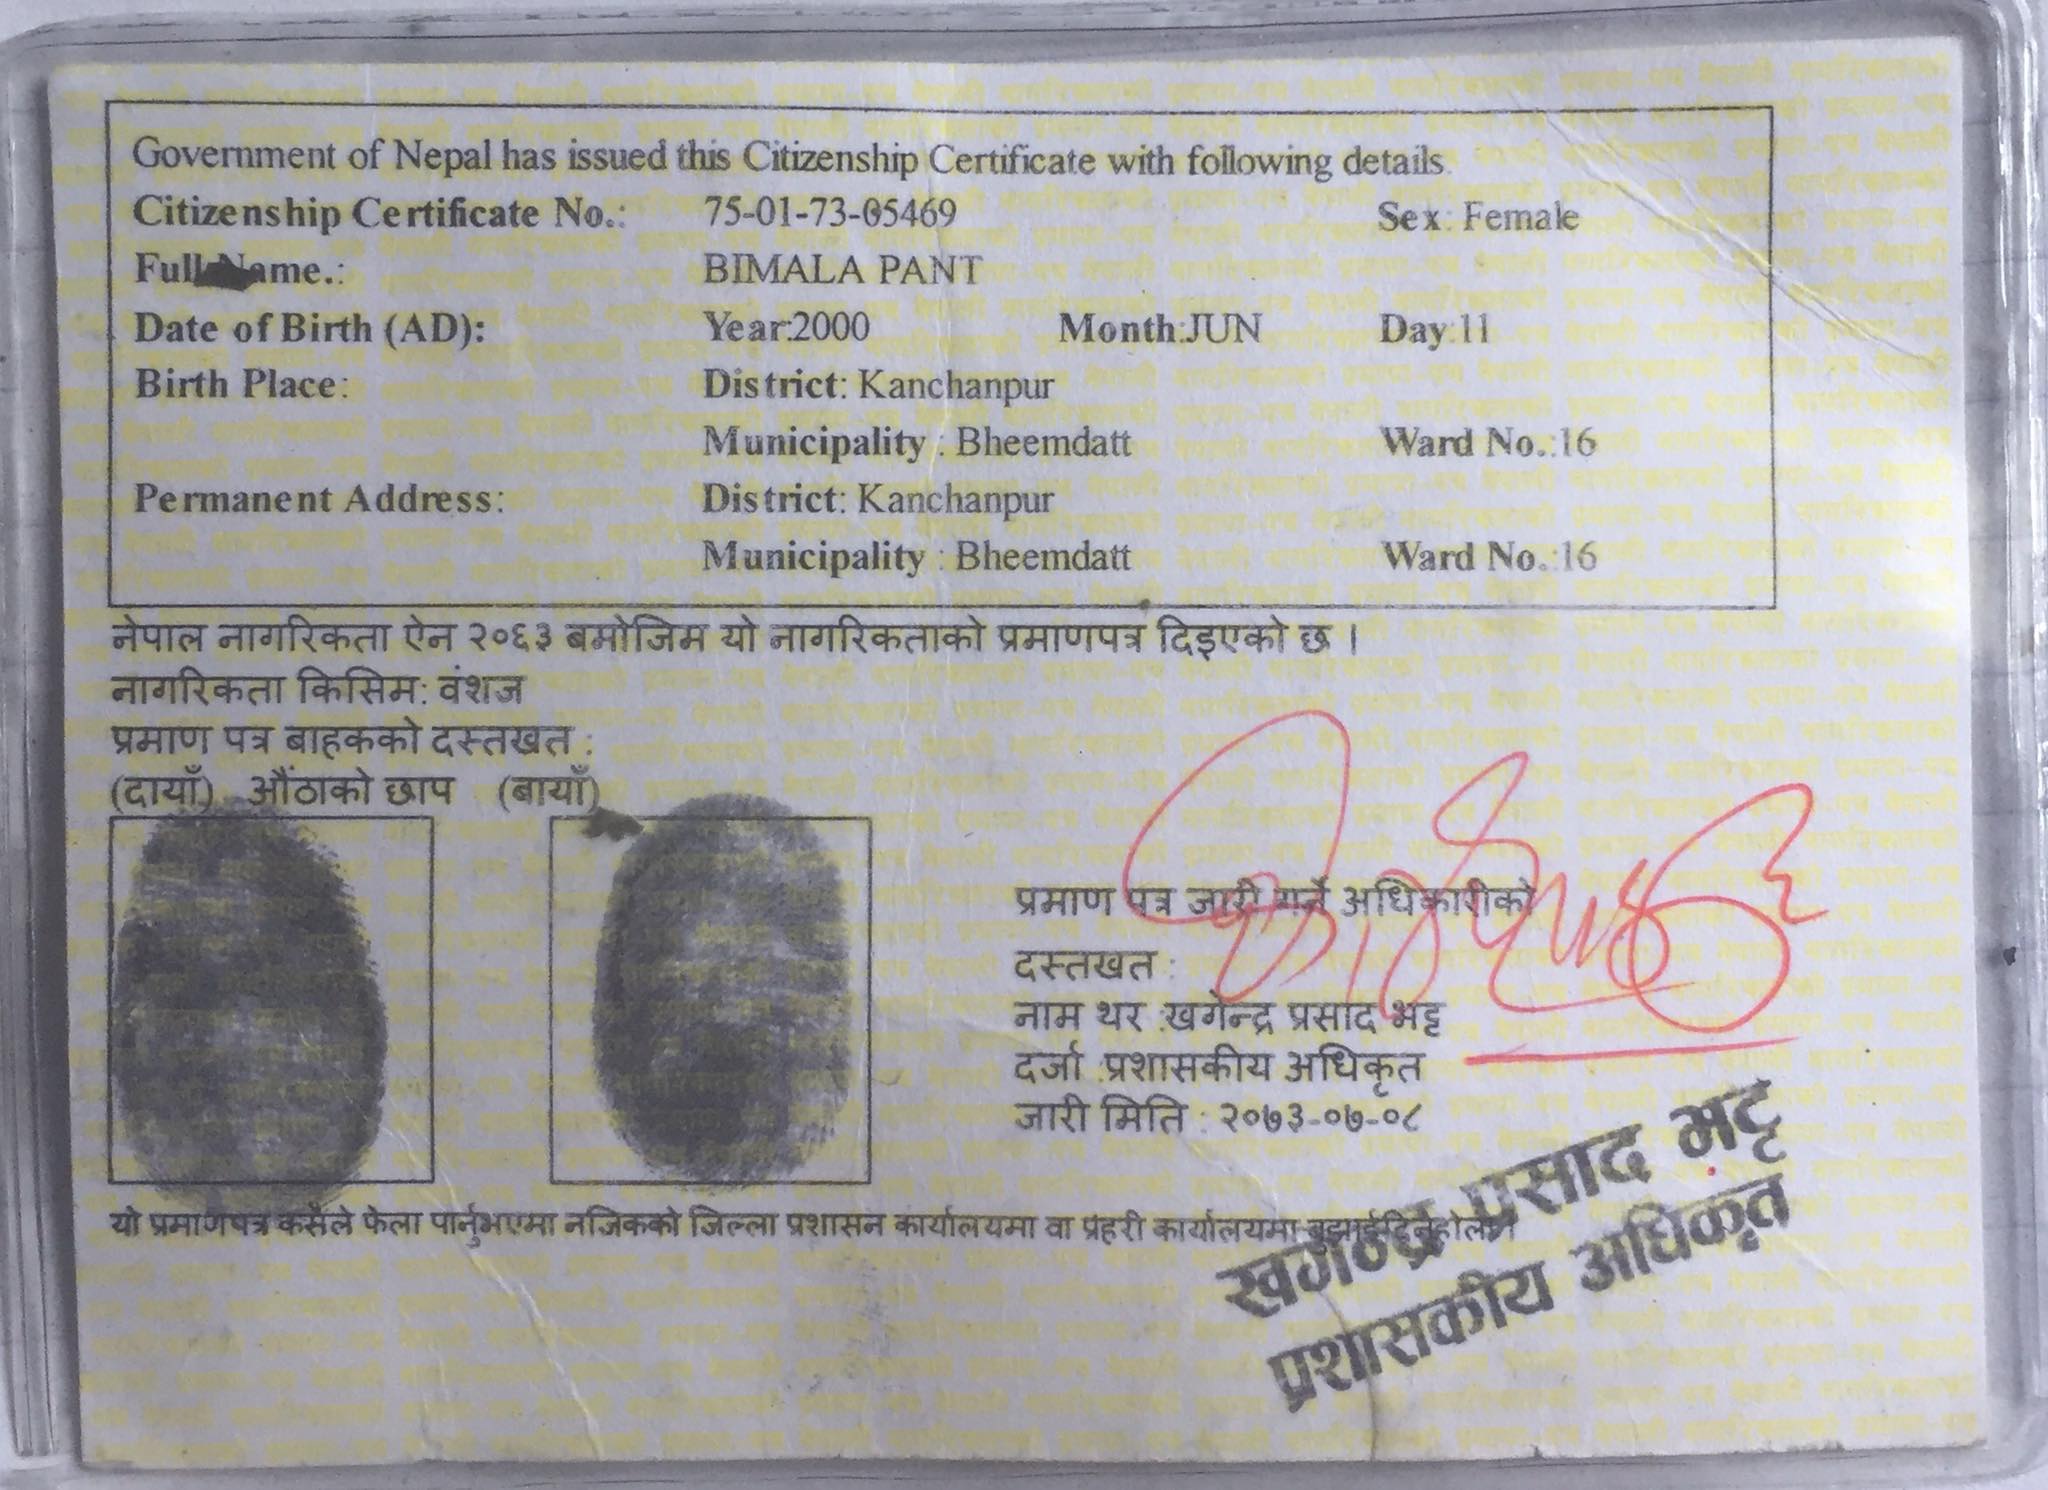 Government of Nepal has issued this Citizenship Certificate with following details.
Citizenship Certificate No.: 75-01-73-05469 Sex: Female
Full Name.: BIMALA PANT
Date of Birth (AD): Year:2000 Month:JUN Day:11
Birth Place: District: Kanchanpur
Municipality : Bheemdatt Ward No.:16
Permanent Address: District: Kanchanpur
Municipality : Bheemdatt Ward No.:16
नेपाल नागरिकता ऐन २०६३ बमोजिम यो नागरिकताको प्रमाणपत्र दिइएको छ ।
नागरिकता किसिम: वंशज
प्रमाण पत्र बाहकको दस्तखत :
(दायाँ) औंठाको छाप (बायाँ)
प्रमाण पत्र जारी गर्ने अधिकारीको
दस्तखत :
नाम थर :खगेन्द्र प्रसाद भट्ट
दर्जा :प्रशासकीय अधिकृत
जारी मिति : २०७३-०७-०८
यो प्रमाणपत्र कसैले फेला पार्नुभएमा नजिकको जिल्ला प्रशासन कार्यालयमा वा प्रहरी कार्यालयमा बुझाईदिनुहोला।
खगेन्द्र प्रसाद भट्ट
प्रशासकीय अधिकृत